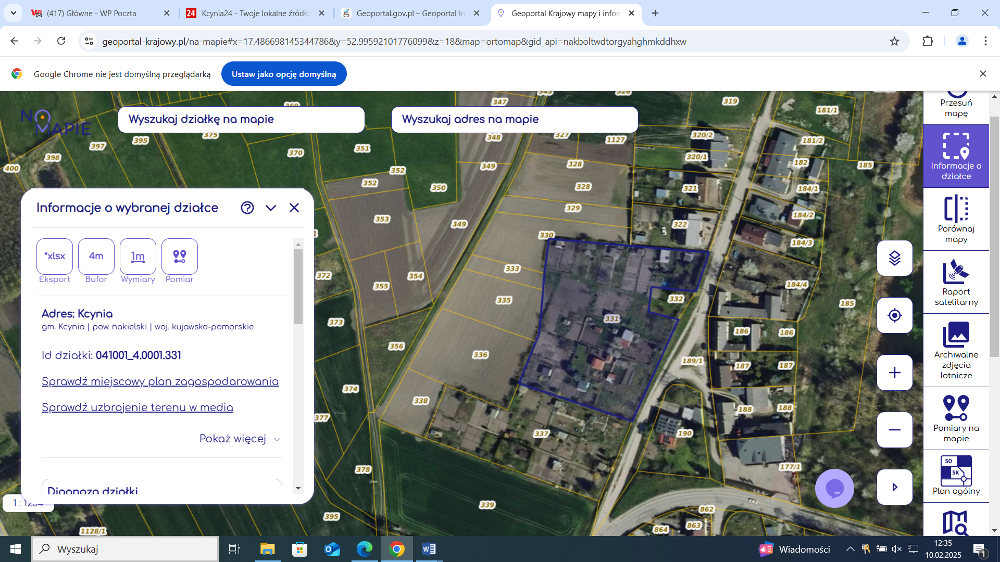 (417) Główne - WP Poczta
Kcynia24 - Twoje lokalne źródło
Geoportal.gov.pl – Geoportal In
Geoportal Krajowy mapy i infor
geoportal-krajowy.pl/na-mapie#x=17.486698145344786&y=52.99592101776099&z=18&map=ortomap&gid_api=nakboltwdtorgyahghmkddhxw
Google Chrome nie jest domyślną przeglądarką
Ustaw jako opcję domyślną
NO MAPIE
Wyszukaj działkę na mapie
Wyszukaj adres na mapie
347
319
181/1
375
395
397
398
400
370
351
348
327
1127
320/2
181/2
320/1
182
185
352
349
328
352
350
328
321
184/1
353
349
329
322
184/2
330
184/3
372
354
355
333
335
332
184/4
185
373
331
356
336
186
186
189/1
187
187
374
338
377
337
188
188
190
378
177/1
339
395
862
863
864
1128/1
Informacje o wybranej działce
*xlsx
4m
1m
Eksport
Bufor
Wymiary
Pomiar
Adres: Kcynia
gm. Kcynia | pow. nakielski | woj. kujawsko-pomorskie
Id działki: 041001_4.0001.331
Sprawdź miejscowy plan zagospodarowania
Sprawdź uzbrojenie terenu w media
Pokaż więcej
Diagnoza działki
Przesuń
mapę
Informacje o
działce
Porównaj
mapy
Raport
satelitarny
Archiwalne
zdjęcia
lotnicze
Pomiary na
mapie
SO
SK
Plan ogólny
Wyszukaj
Wiadomości
12:35
10.02.2025
1